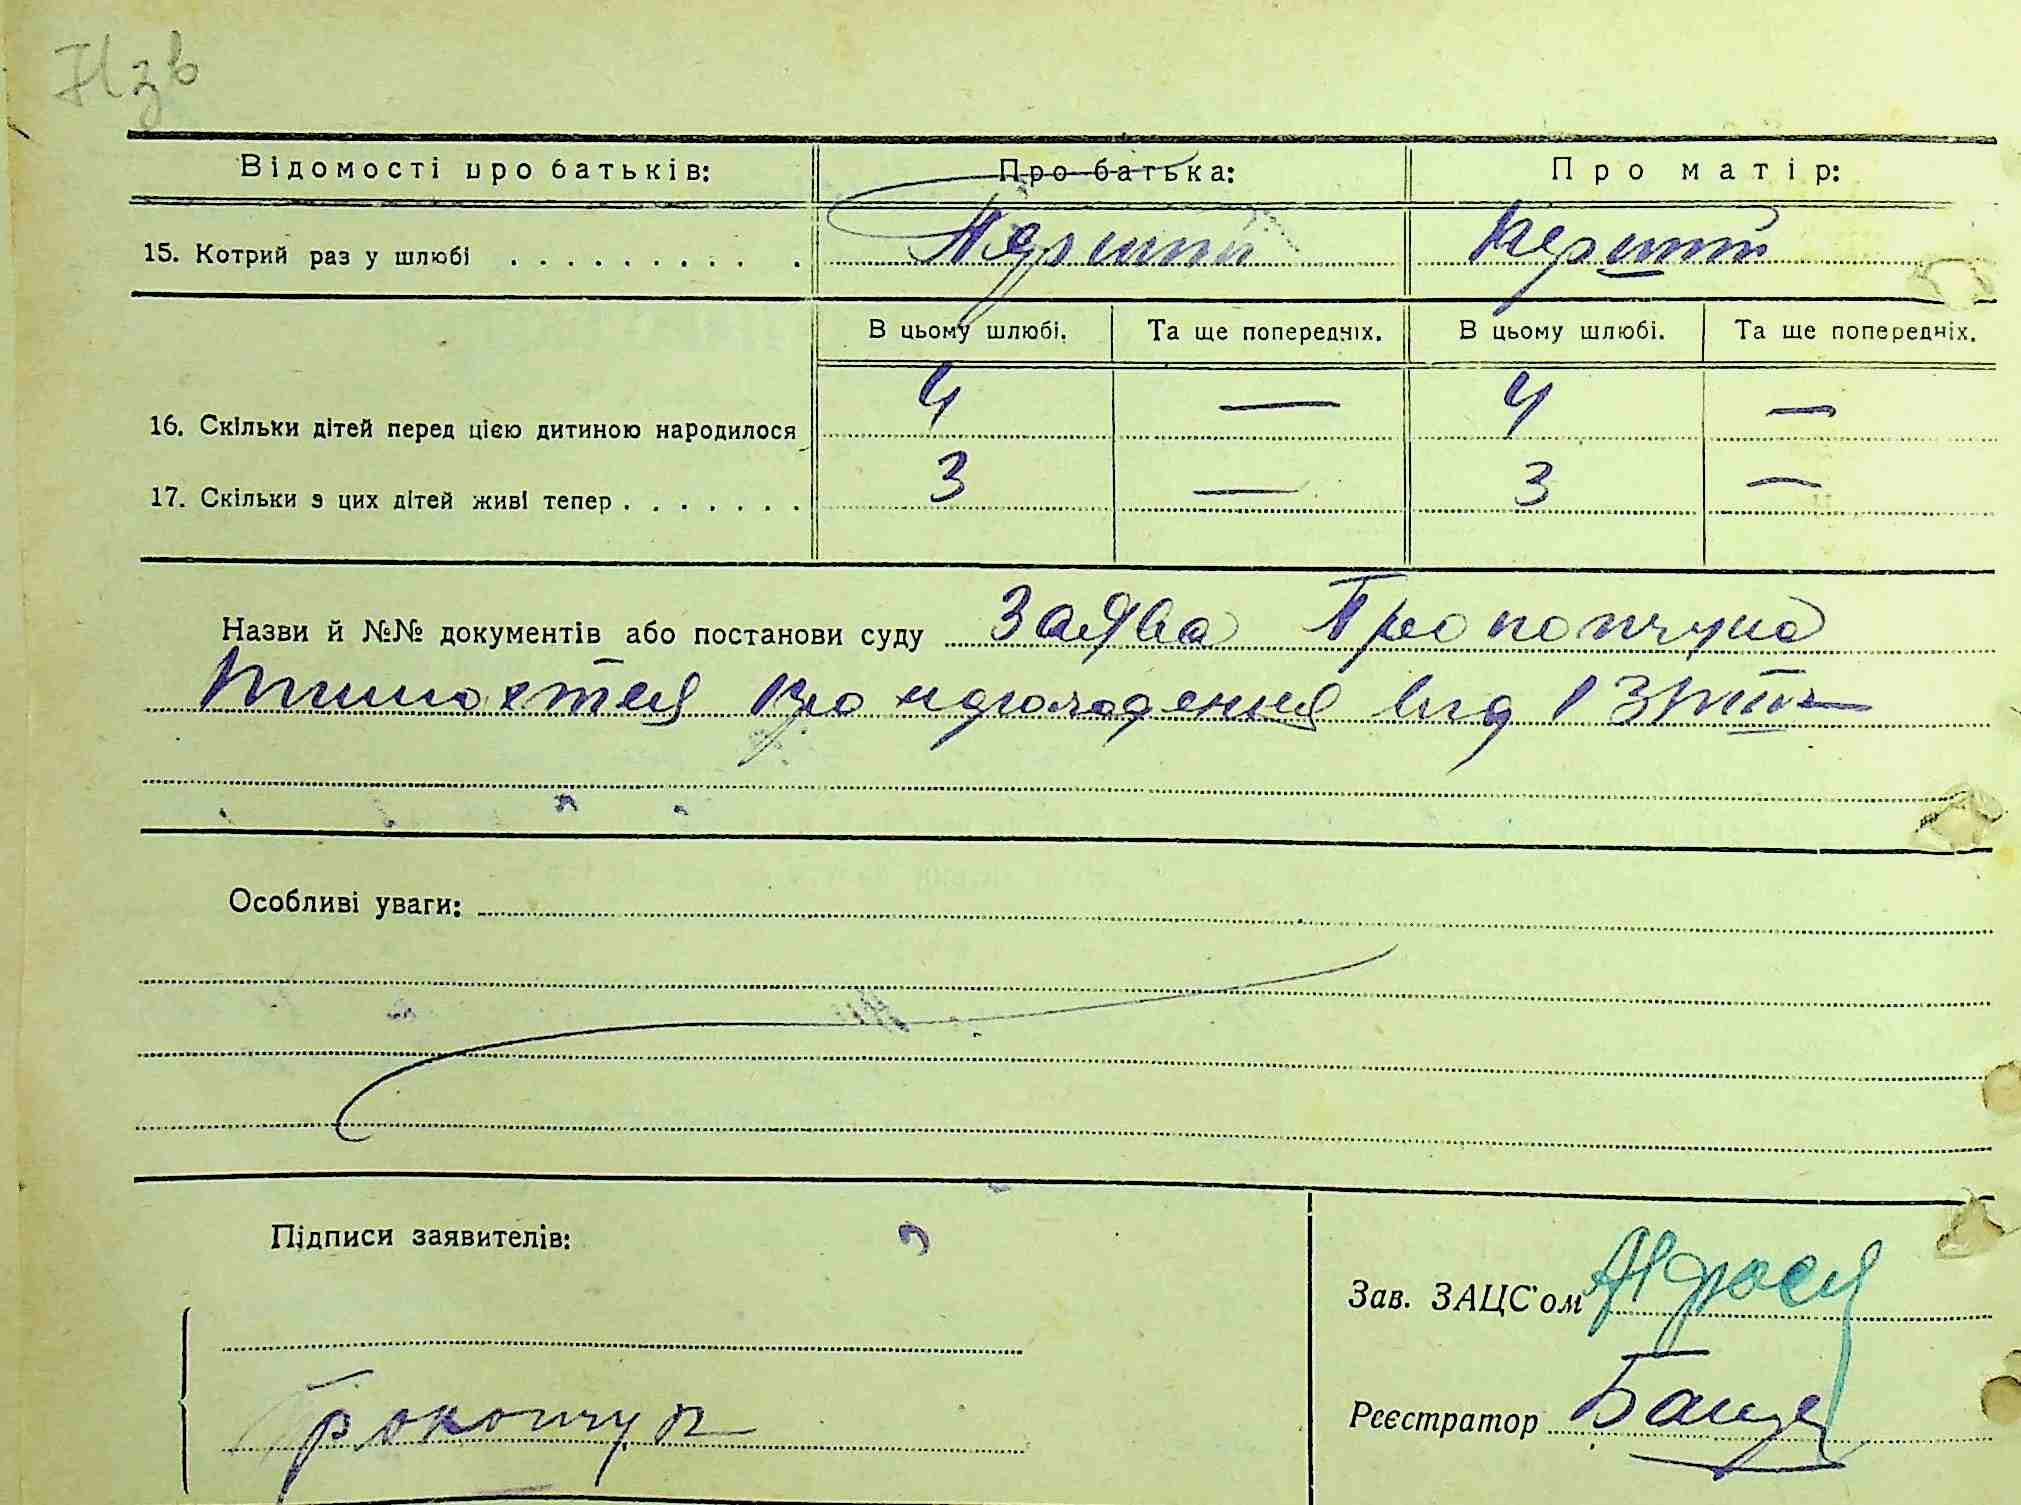 Нзв
Відомості про батьків: Про батька: Про матір:
15. Котрий раз у шлюбі . . . . . . . . . . Перший Перший
В цьому шлюбі. Та ще попередніх. В цьому шлюбі. Та ще попередніх.
16. Скільки дітей перед цією дитиною народилося 4 — 4 —
17. Скільки з цих дітей живі тепер . . . . . . . 3 — 3 —
Назви й №№ документів або постанови суду Заява Прокопчука
Тимохтея про народження від
Особливі уваги:
Підписи заявителів:
Зав. ЗАЦС'ом
Прокопчук
Реєстратор